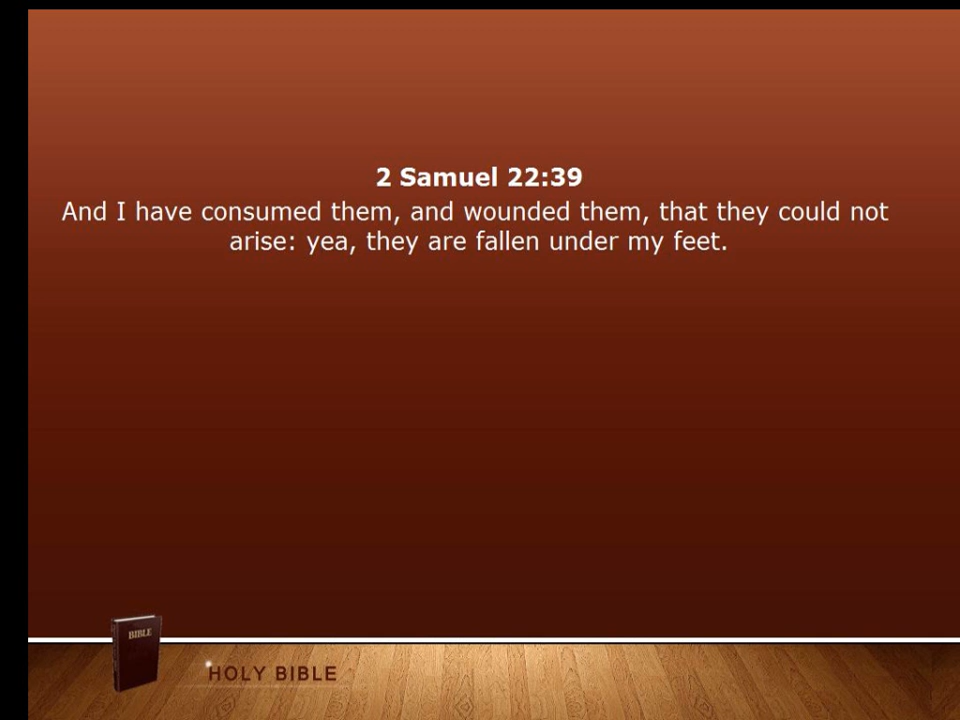 2 Samuel 22:39
And I have consumed them, and wounded them, that they could not
arise: yea, they are fallen under my feet.
BIBLE
HOLY BIBLE